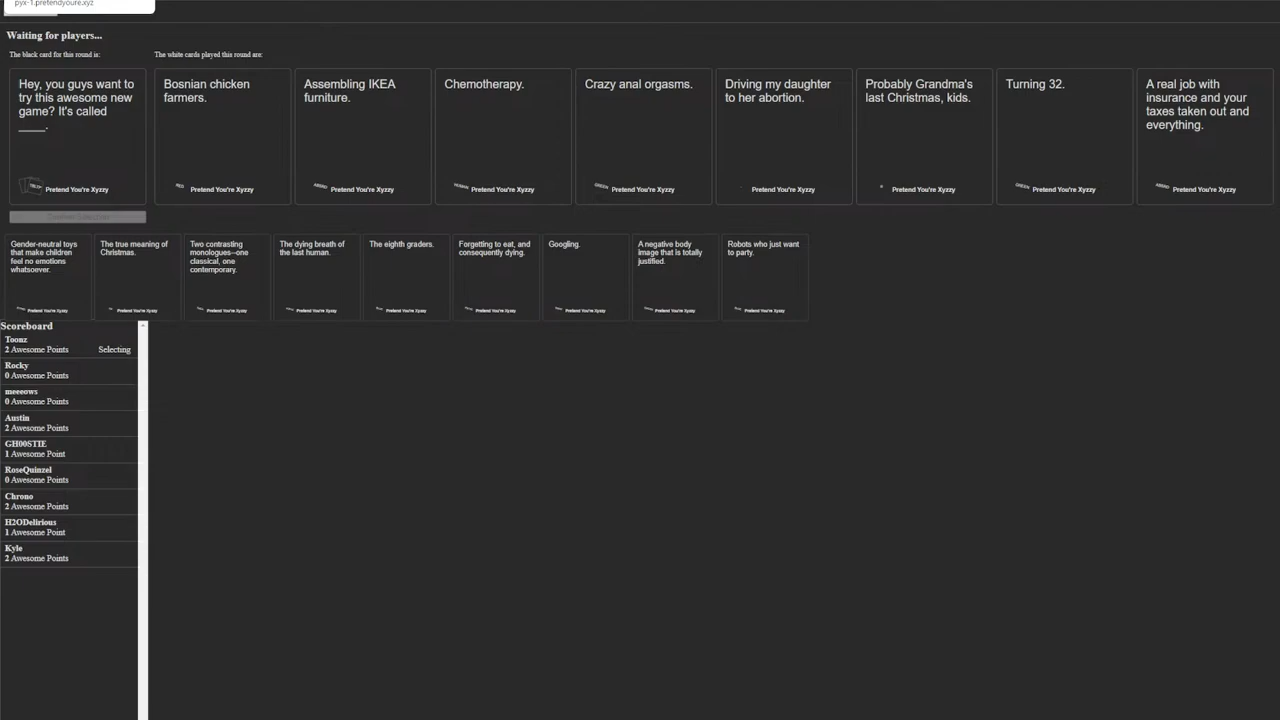 pyx-1.pretendyoure.xyz
Waiting for players...
The black card for this round is:
The white cards played this round are:
Hey, you guys want to
try this awesome new
game? It's called
_____.
Pretend You're Xyzzy
Bosnian chicken
farmers.
RED
Pretend You're Xyzzy
Assembling IKEA
furniture.
Pretend You're Xyzzy
Chemotherapy.
Pretend You're Xyzzy
Crazy anal orgasms.
GREEN
Pretend You're Xyzzy
Driving my daughter
to her abortion.
Pretend You're Xyzzy
Probably Grandma's
last Christmas, kids.
Pretend You're Xyzzy
Turning 32.
GREEN
Pretend You're Xyzzy
A real job with
insurance and your
taxes taken out and
everything.
Pretend You're Xyzzy
Gender-neutral toys
that make children
feel no emotions
whatsoever.
Pretend You're Xyzzy
The true meaning of
Christmas.
Pretend You're Xyzzy
Two contrasting
monologues--one
classical, one
contemporary.
Pretend You're Xyzzy
The dying breath of
the last human.
Pretend You're Xyzzy
The eighth graders.
Pretend You're Xyzzy
Forgetting to eat, and
consequently dying.
Pretend You're Xyzzy
Googling.
Pretend You're Xyzzy
A negative body
image that is totally
justified.
Pretend You're Xyzzy
Robots who just want
to party.
Pretend You're Xyzzy
Scoreboard
Toonz
2 Awesome Points Selecting
Rocky
0 Awesome Points
meeeows
0 Awesome Points
Austin
2 Awesome Points
GH00STIE
1 Awesome Point
RoseQuinzel
0 Awesome Points
Chrono
2 Awesome Points
H2ODelirious
1 Awesome Point
Kyle
2 Awesome Points